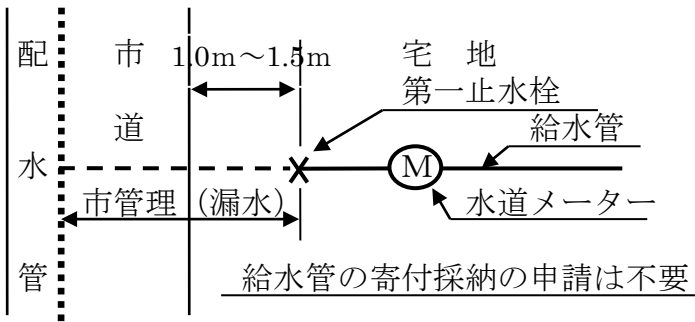 配水管
市道
1.0m～1.5m
宅 地
第一止水栓
給水管
M
市管理（漏水）
水道メーター
給水管の寄付採納の申請は不要